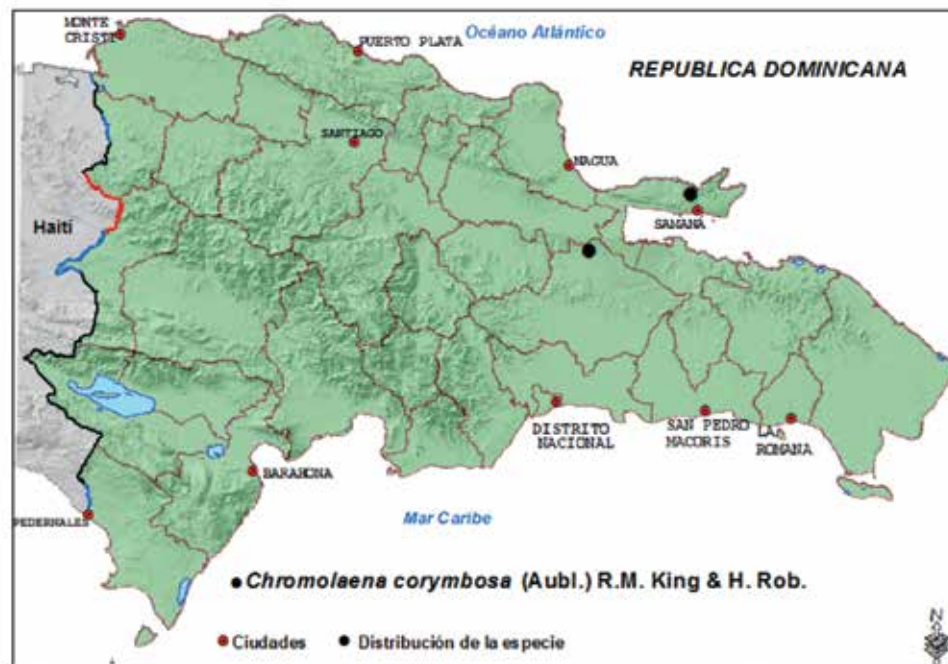 MONTE
CRISTI
PUERTO PLATA
Océano Atlántico
REPUBLICA DOMINICANA
SANTIAGO
NAGUA
SAMANA
Haití
DISTRITO
NACIONAL
SAN PEDRO
MACORIS
LA
ROMANA
BARAHONA
PEDERNALES
Mar Caribe
Chromolaena corymbosa (Aubl.) R.M. King & H. Rob.
Ciudades
Distribución de la especie